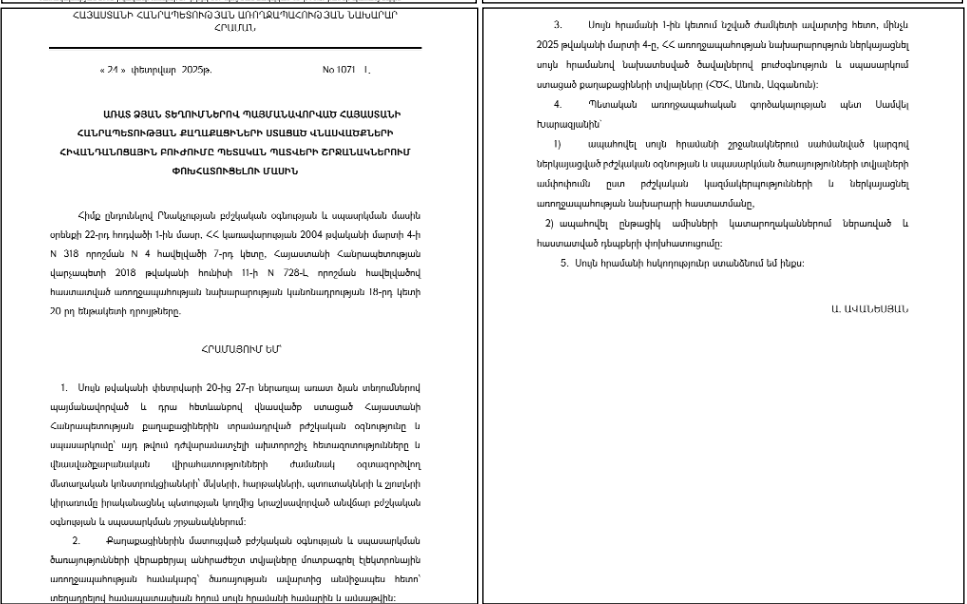 ՀԱՅԱՍՏԱՆԻ ՀԱՆՐԱՊԵՏՈՒԹՅԱՆ ԱՌՈՂՋԱՊԱՀՈՒԹՅԱՆ ՆԱԽԱՐԱՐ
ՀՐԱՄԱՆ
« 24 » փետրվար 2025թ.
No 1071 - Լ
ԱՌԱՏ ՁՅԱՆ ՏԵՂՈՒՄՆԵՐՈՎ ՊԱՅՄԱՆԱՎՈՐՎԱԾ ՀԱՅԱՍՏԱՆԻ
ՀԱՆՐԱՊԵՏՈՒԹՅԱՆ ՔԱՂԱՔԱՑԻՆԵՐԻ ՍՏԱՑԱԾ ՎՆԱՍՎԱԾՔՆԵՐԻ
ՀԻՎԱՆԴԱՆՈՑԱՅԻՆ ԲՈՒԺՈՒՄԸ ՊԵՏԱԿԱՆ ՊԱՏՎԵՐԻ ՇՐՋԱՆԱԿՆԵՐՈՒՄ
ՓՈԽՀԱՏՈՒՑԵԼՈՒ ՄԱՍԻՆ
Հիմք ընդունելով Բնակչության բժշկական օգնության և սպասրկման մասին
օրենքի 22-րդ հոդվածի 1-ին մասր, ՀՀ կառավարության 2004 թվականի մարտի 4-ի
N 318 որոշման N 4 հավելվածի 7-րդ կետը, Հայաստանի Հանրապետության
վարչապետի 2018 թվականի հունիսի 11-ի N 728-Լ որոշման հավելվածով
հաստատված առողջապահության նախարարության կանոնադրության 18-րդ կետի
20 րդ ենթակետի դրույթները.
ՀՐԱՄԱՅՈՒՄ ԵՄ՝
1. Սույն թվականի փետրվարի 20-ից 27-ր ներառյալ առատ ձյան տեղումներով
պայմանավորված և դրա հետևանքով վնասվածք ստացած Հայաստանի
Հանրապետության քաղաքացիներին տրամադրված բժշկական օգնությունը և
սպասարկումը՝ այդ թվում դժվարամատչելի ախտորոշիչ հետազոտությունները և
վնասվածքարանական վիրահատությունների ժամանակ օգտագործվող
մետաղական կոնստրուկցիաների՝ մեխերի, հարթակների, պտուտակների և շյուղերի
կիրառումը իրականացնել պետության կողմից երաշխավորված անվճար բժշկական
օգնության և սպասարկման շրջանակներում:
2. Քաղաքացիներին մատուցված բժշկական օգնության և սպասարկման
ծառայությունների վերաբերյալ անհրաժեշտ տվյալները մուտքագրել էլեկտրոնային
առողջապահության համակարգ՝ ծառայության ավարտից անմիջապես հետո՝
տեղադրելով համապատասխան հղում սույն հրամանի համարին և ամսաթվին:
3. Սույն հրամանի 1-ին կետում նշված ժամկետի ավարտից հետո, մինչև
2025 թվականի մարտի 4-ը, ՀՀ առողջապահության նախարարություն ներկայացնել
սույն հրամանով նախատեսված ծավալներով բուժօգնություն և սպասարկում
ստացած քաղաքացիների տվյալները (ՀԾՀ, Անուն, Ազգանուն):
4. Պետական առողջապահական գործակալության պետ Սամվել
Խարազյանին՝
1) ապահովել սույն հրամանի շրջանակներում սահմանված կարգով
ներկայացված բժշկական օգնության և սպասարկման ծառայությունների տվյալների
ամփոփումն ըստ բժշկական կազմակերպությունների և ներկայացնել
առողջապահության նախարարի հաստատմանը,
2) ապահովել ընթացիկ ամիսների կատարողականներում ներառված և
հաստատված դեպքերի փոխհատուցումը:
5. Սույն հրամանի հսկողությունը ստանձնում եմ ինքս:
Ա. ԱՎԱՆԵՍՅԱՆ